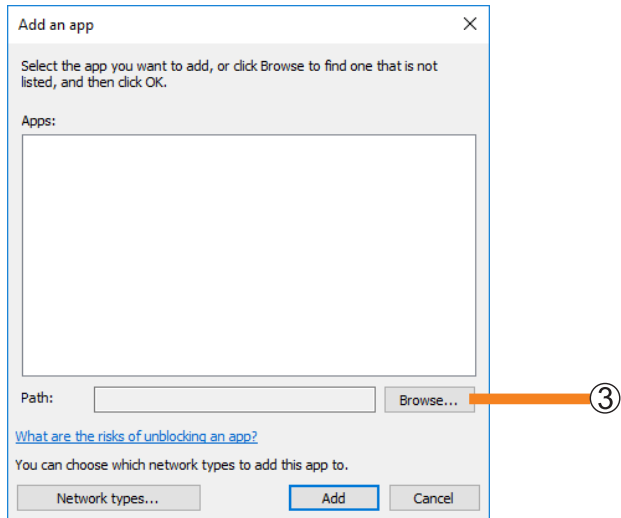 Add an app
Select the app you want to add, or click Browse to find one that is not
listed, and then click OK.
Apps:
Path:
Browse...
③
What are the risks of unblocking an app?
You can choose which network types to add this app to.
Network types...
Add
Cancel